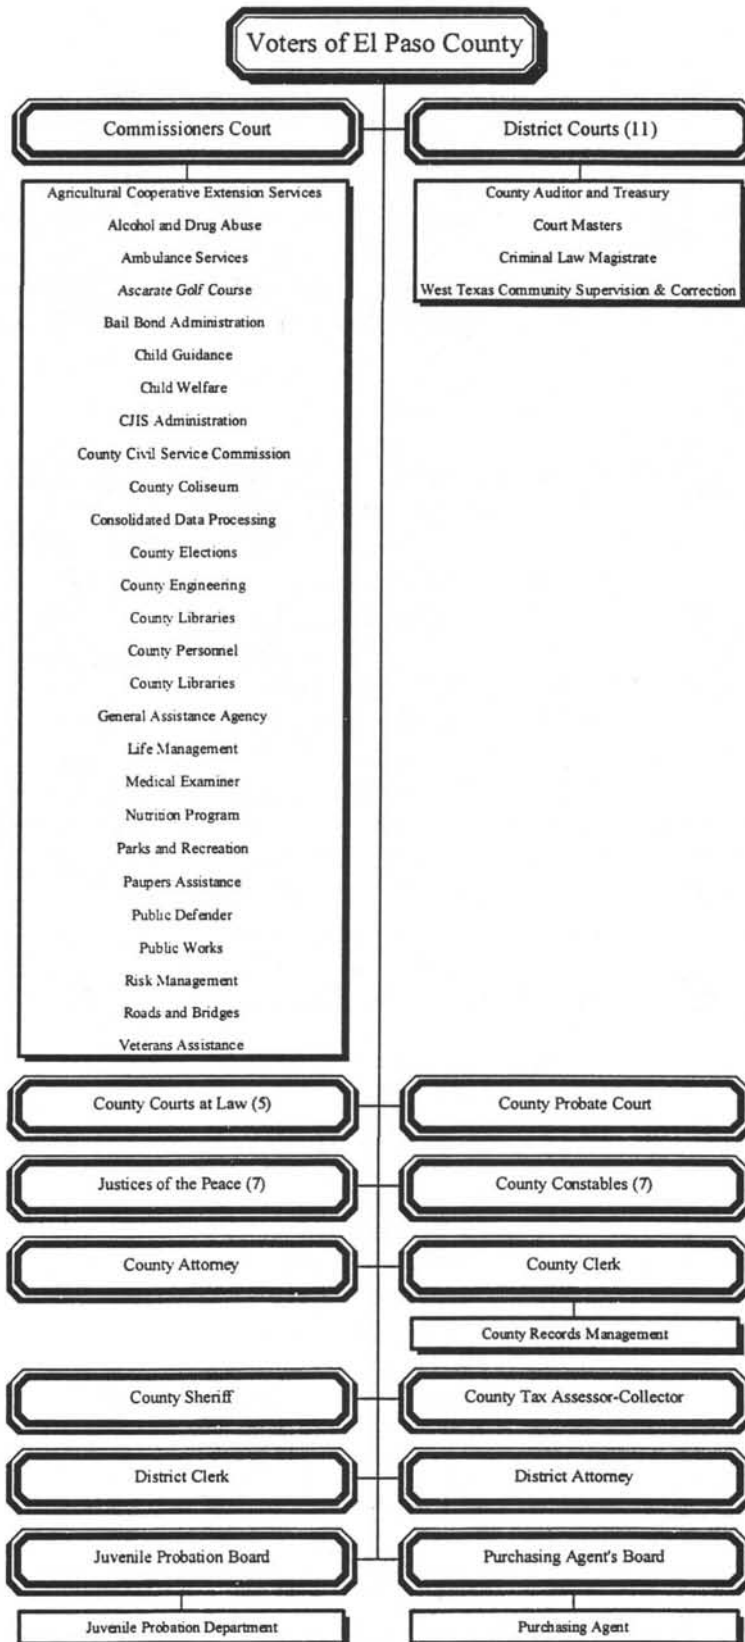 Voters of El Paso County
Commissioners Court
District Courts (11)
Agricultural Cooperative Extension Services
Alcohol and Drug Abuse
Ambulance Services
Ascarate Golf Course
Bail Bond Administration
Child Guidance
Child Welfare
CJIS Administration
County Civil Service Commission
County Coliseum
Consolidated Data Processing
County Elections
County Engineering
County Libraries
County Personnel
County Libraries
General Assistance Agency
Life Management
Medical Examiner
Nutrition Program
Parks and Recreation
Paupers Assistance
Public Defender
Public Works
Risk Management
Roads and Bridges
Veterans Assistance
County Auditor and Treasury
Court Masters
Criminal Law Magistrate
West Texas Community Supervision & Correction
County Courts at Law (5)
County Probate Court
Justices of the Peace (7)
County Constables (7)
County Attorney
County Clerk
County Records Management
County Sheriff
County Tax Assessor-Collector
District Clerk
District Attorney
Juvenile Probation Board
Purchasing Agent's Board
Juvenile Probation Department
Purchasing Agent